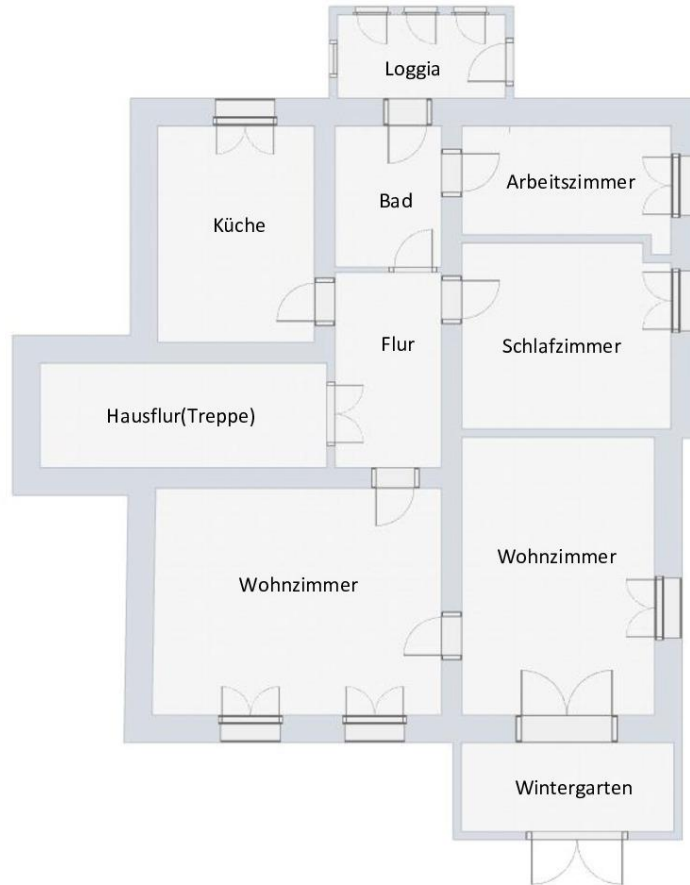 Loggia
Arbeitszimmer
Bad
Küche
Flur
Schlafzimmer
Hausflur(Treppe)
Wohnzimmer
Wohnzimmer
Wintergarten